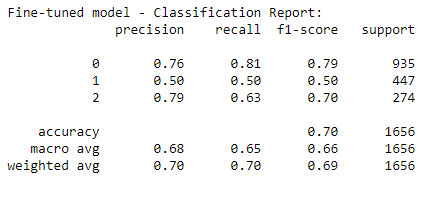 Fine-tuned model - Classification Report:
precision recall f1-score support
0 0.76 0.81 0.79 935
1 0.50 0.50 0.50 447
2 0.79 0.63 0.70 274
accuracy 0.70 1656
macro avg 0.68 0.65 0.66 1656
weighted avg 0.70 0.70 0.69 1656